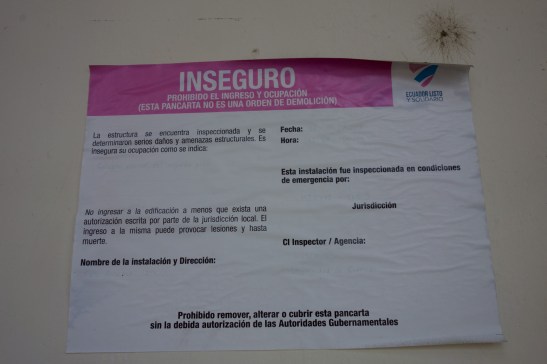 INSEGURO
PROHIBIDO EL INGRESO Y OCUPACIÓN
(ESTA PANCARTA NO ES UNA ORDEN DE DEMOLICIÓN)
ECUADOR LISTO
Y SOLIDARIO
La estructura se encuentra inspeccionada y se
determinaron serios daños y amenazas estructurales. Es
insegura su ocupación como se indica:
Fecha:
Hora:
Esta instalación fue inspeccionada en condiciones
de emergencia por:
Jurisdicción
No ingresar a la edificación a menos que exista una
autorización escrita por parte de la jurisdicción local. El
ingreso a la misma puede provocar lesiones y hasta
muerte.
CI Inspector / Agencia:
Nombre de la instalación y Dirección:
Prohibido remover, alterar o cubrir esta pancarta
sin la debida autorización de las Autoridades Gubernamentales